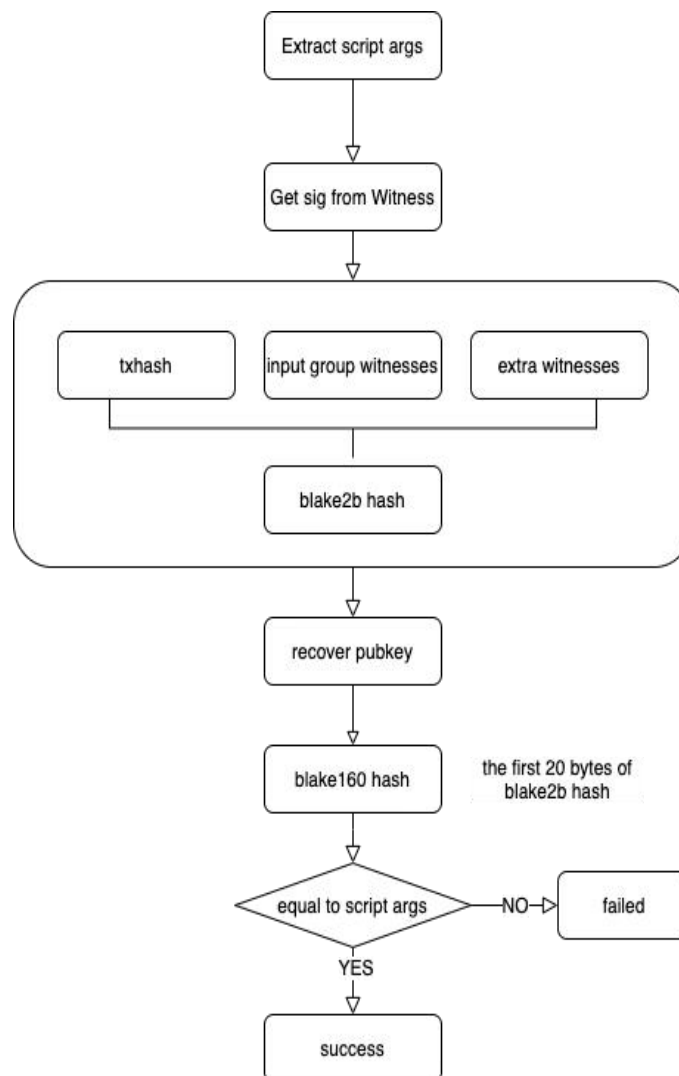 Extract script args
Get sig from Witness
txhash
input group witnesses
extra witnesses
blake2b hash
recover pubkey
blake160 hash
the first 20 bytes of
blake2b hash
equal to script args
NO
failed
YES
success